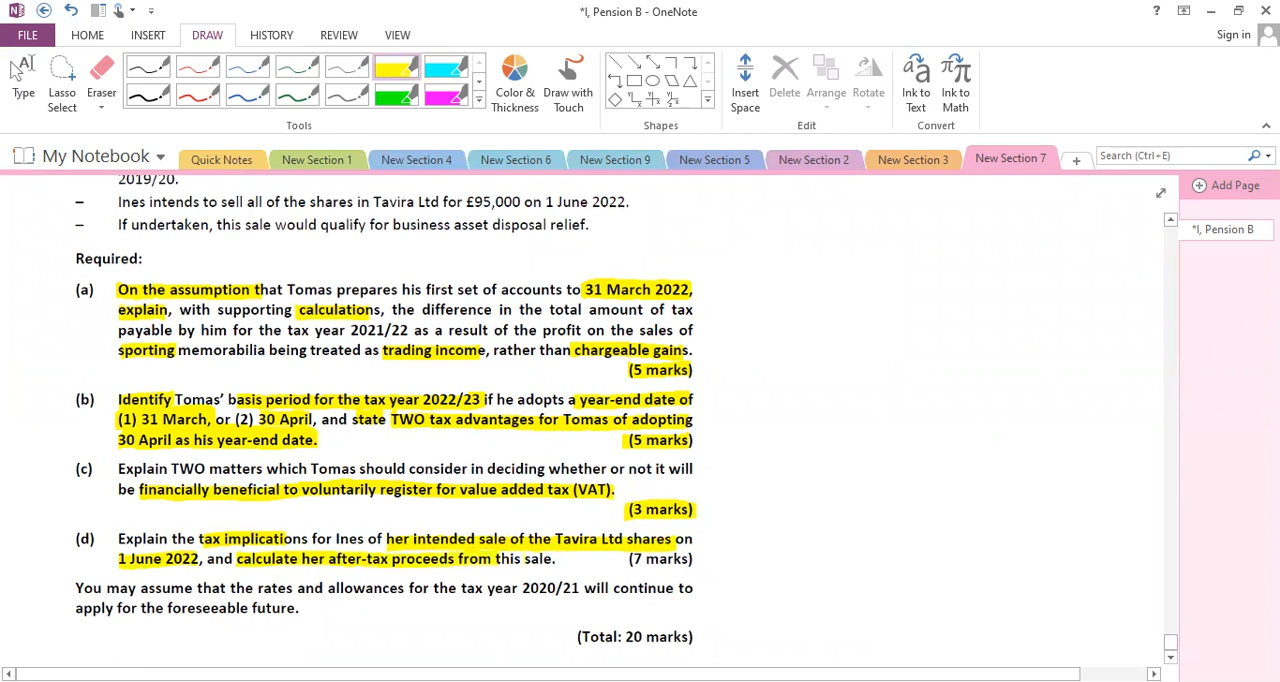 *I, Pension B - OneNote
?
Sign in
FILE HOME INSERT DRAW HISTORY REVIEW VIEW
Type
Lasso Select
Eraser
Color & Thickness
Draw with Touch
Insert Space
Delete
Arrange
Rotate
Ink to Text
Ink to Math
Tools Shapes Edit Convert
My Notebook Quick Notes New Section 1 New Section 4 New Section 6 New Section 9 New Section 5 New Section 2 New Section 3 New Section 7 Search (Ctrl+E)
Add Page
*I, Pension B
2019/20.
– Ines intends to sell all of the shares in Tavira Ltd for £95,000 on 1 June 2022.
– If undertaken, this sale would qualify for business asset disposal relief.
Required:
(a) On the assumption that Tomas prepares his first set of accounts to 31 March 2022,
explain, with supporting calculations, the difference in the total amount of tax
payable by him for the tax year 2021/22 as a result of the profit on the sales of
sporting memorabilia being treated as trading income, rather than chargeable gains.
(5 marks)
(b) Identify Tomas' basis period for the tax year 2022/23 if he adopts a year-end date of
(1) 31 March, or (2) 30 April, and state TWO tax advantages for Tomas of adopting
30 April as his year-end date. (5 marks)
(c) Explain TWO matters which Tomas should consider in deciding whether or not it will
be financially beneficial to voluntarily register for value added tax (VAT).
(3 marks)
(d) Explain the tax implications for Ines of her intended sale of the Tavira Ltd shares on
1 June 2022, and calculate her after-tax proceeds from this sale. (7 marks)
You may assume that the rates and allowances for the tax year 2020/21 will continue to
apply for the foreseeable future.
(Total: 20 marks)